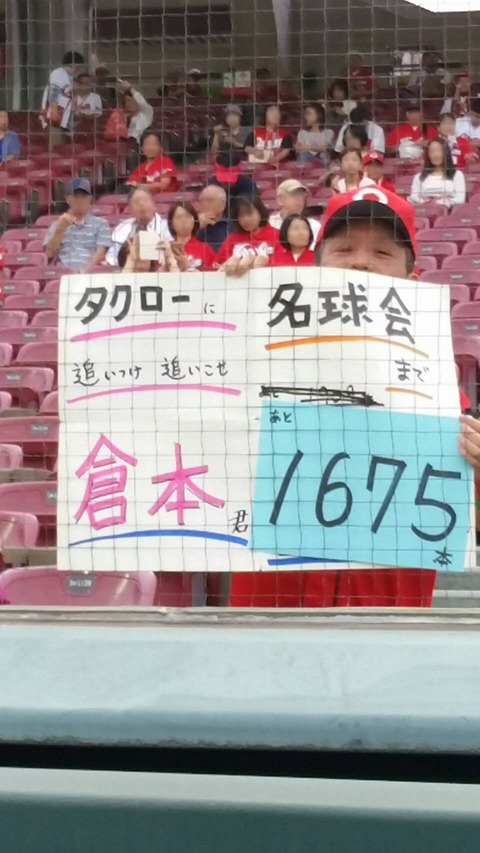 タクローに
追いつけ 追いこせ
倉本君
名球会
まで
あと
1675
本